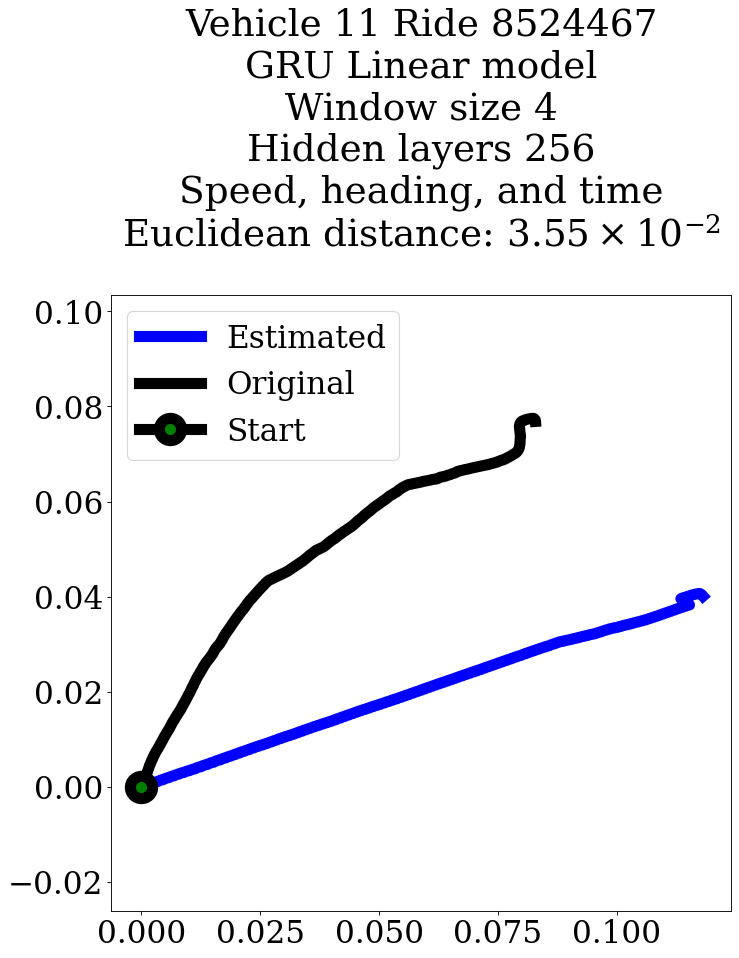 Vehicle 11 Ride 8524467
GRU Linear model
Window size 4
Hidden layers 256
Speed, heading, and time
Euclidean distance: 3.55 × 10⁻²
Estimated
Original
Start
0.10
0.08
0.06
0.04
0.02
0.00
−0.02
0.000 0.025 0.050 0.075 0.100